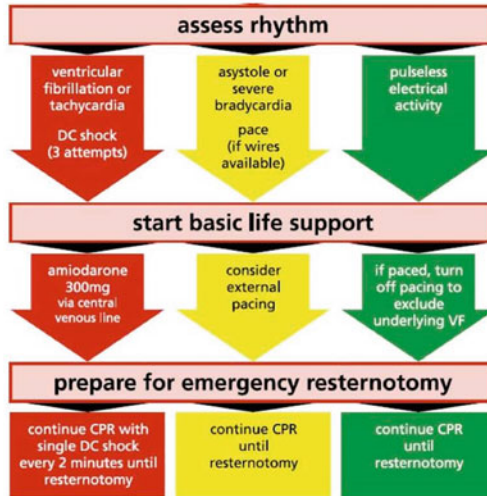 assess rhythm
ventricular
fibrillation or
tachycardia
DC shock
(3 attempts)
asystole or
severe
bradycardia
pace
(if wires
available)
pulseless
electrical
activity
start basic life support
amiodarone
300mg
via central
venous line
consider
external
pacing
if paced, turn
off pacing to
exclude
underlying VF
prepare for emergency resternotomy
continue CPR with
single DC shock
every 2 minutes until
resternotomy
continue CPR
until
resternotomy
continue CPR
until
resternotomy